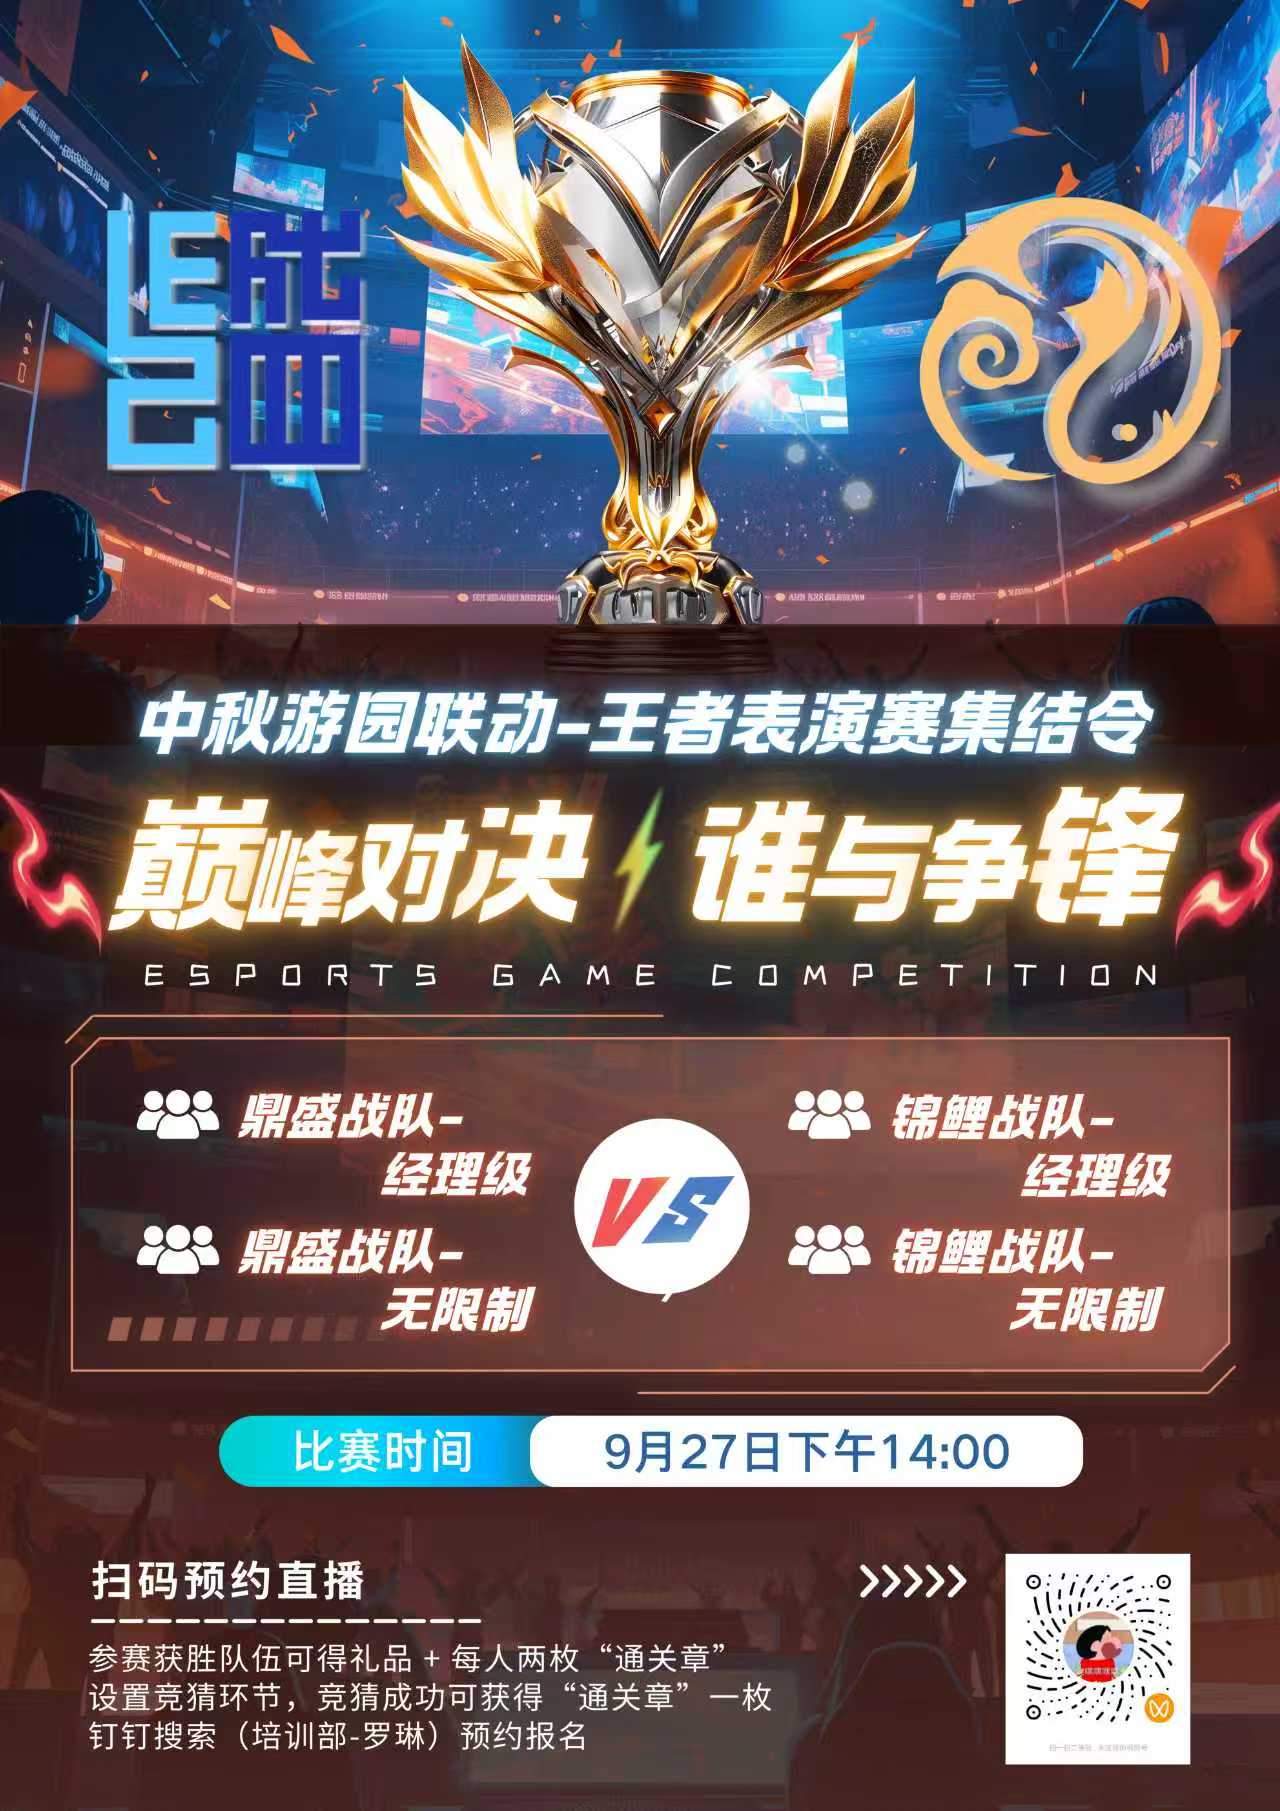 中秋游园联动-王者表演赛集结令
巅峰对决 谁与争锋
ESPORTS GAME COMPETITION
鼎盛战队-
经理级
锦鲤战队-
经理级
VS
鼎盛战队-
无限制
锦鲤战队-
无限制
比赛时间 9月27日下午14:00
扫码预约直播 >>>>>
参赛获胜队伍可得礼品 + 每人两枚“通关章”
设置竞猜环节，竞猜成功可获得“通关章”一枚
钉钉搜索（培训部-罗琳）预约报名